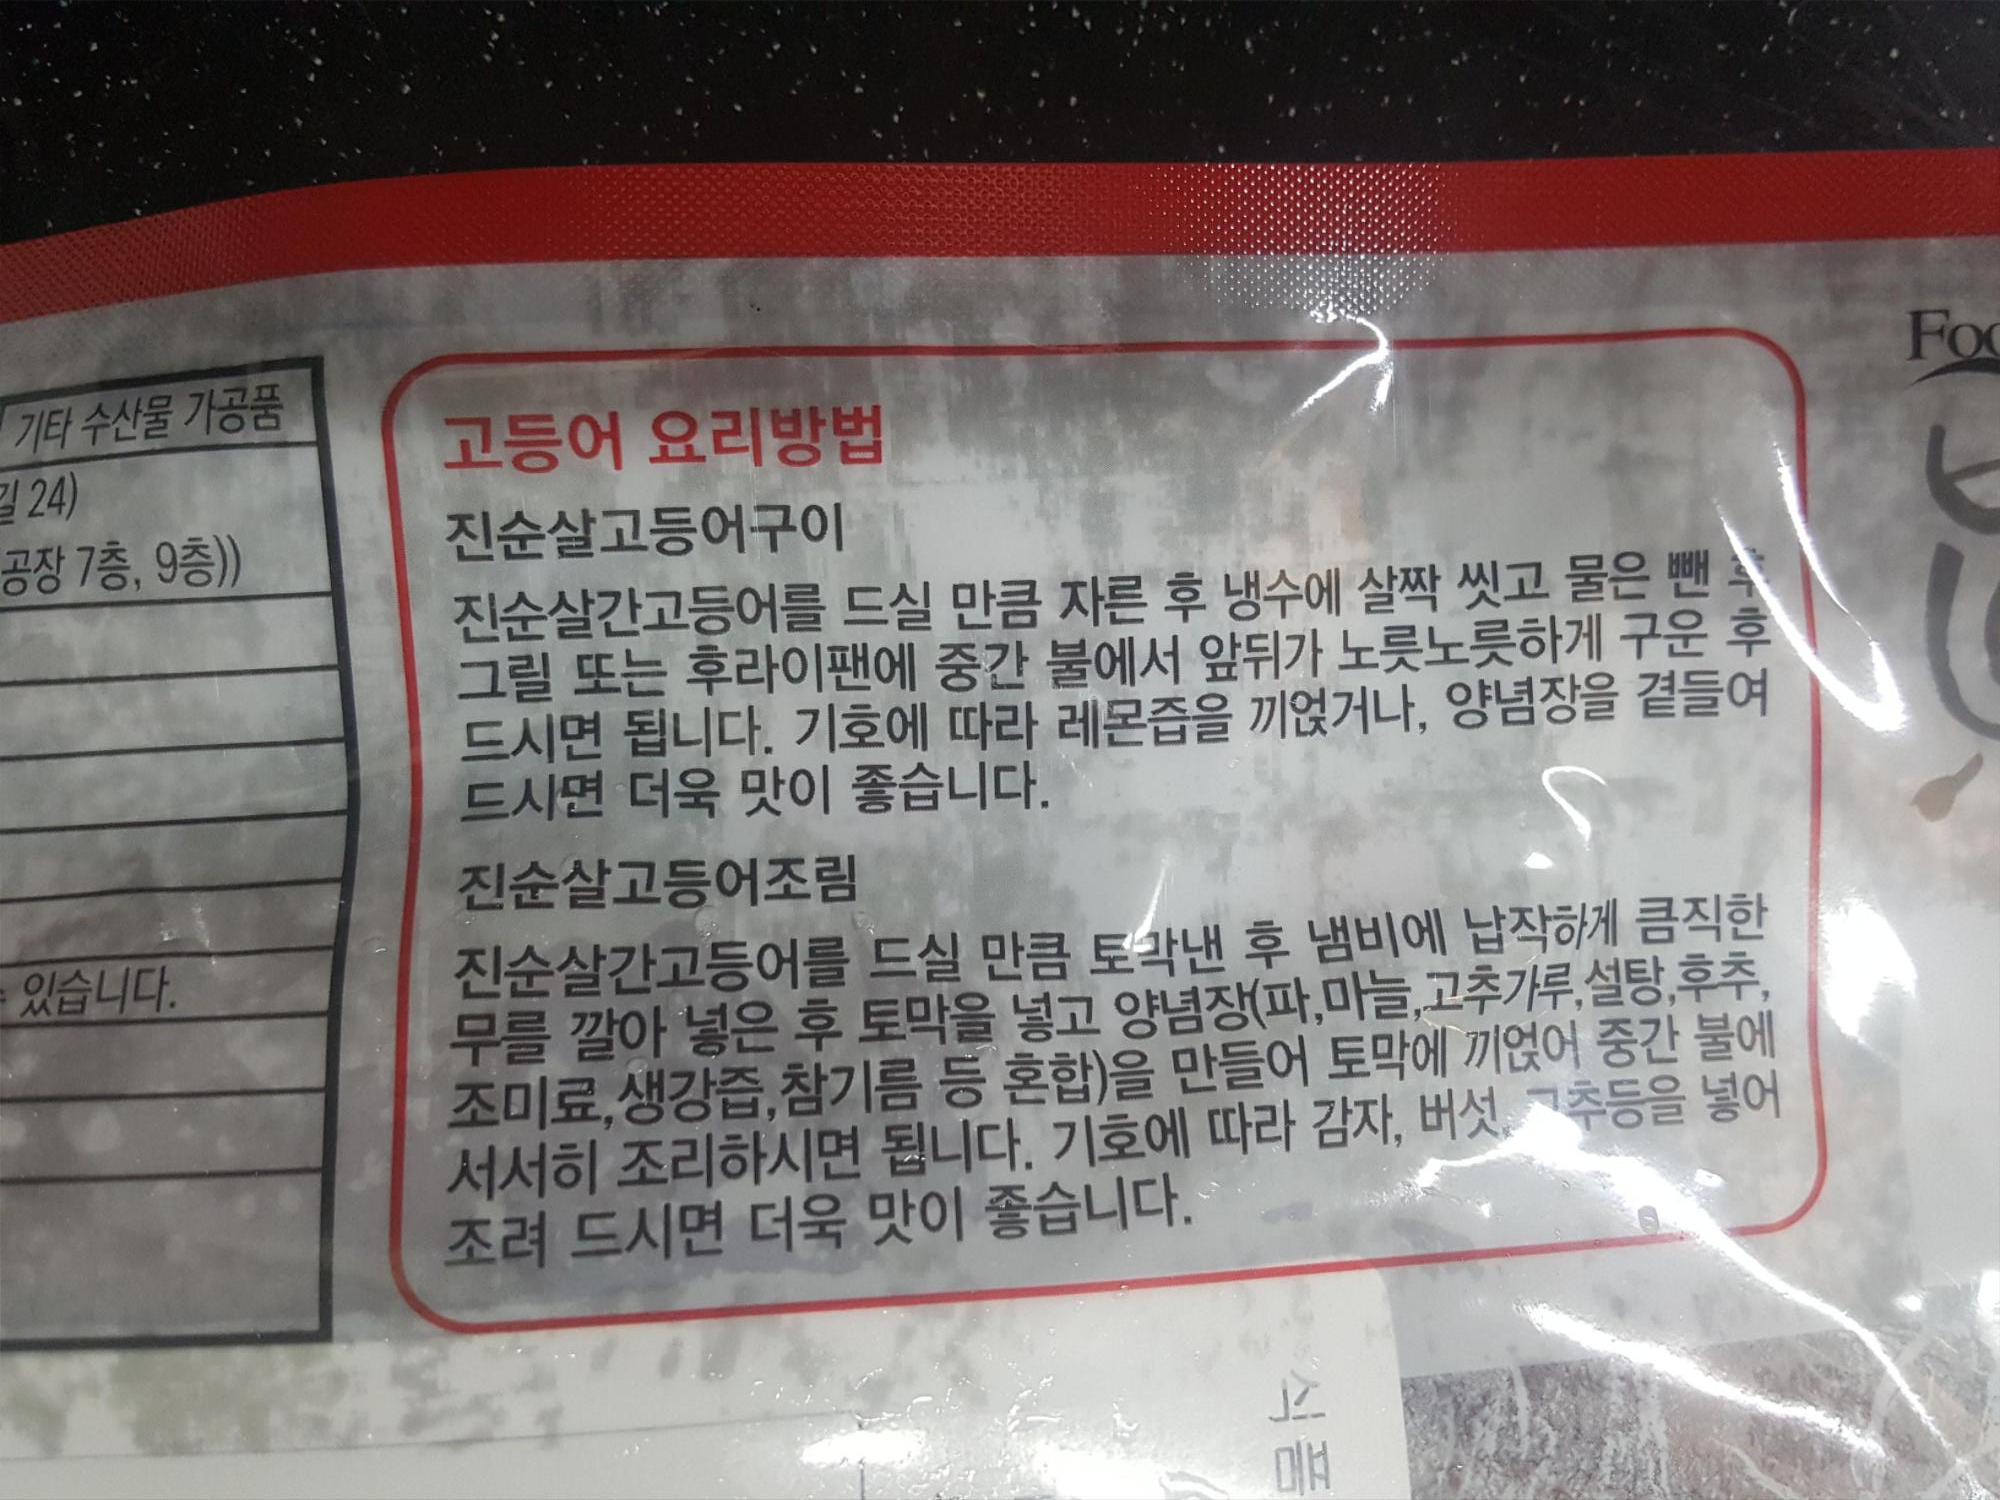 기타 수산물 가공품
길 24)
공장 7층, 9층))
있습니다.
고등어 요리방법
진순살고등어구이
진순살간고등어를 드실 만큼 자른 후 냉수에 살짝 씻고 물은 뺀 후
그릴 또는 후라이팬에 중간 불에서 앞뒤가 노릇노릇하게 구운 후
드시면 됩니다. 기호에 따라 레몬즙을 끼얹거나, 양념장을 곁들여
드시면 더욱 맛이 좋습니다.
진순살고등어조림
진순살간고등어를 드실 만큼 토막낸 후 냄비에 납작하게 큼직한
무를 깔아 넣은 후 토막을 넣고 양념장(파,마늘,고추가루,설탕,후추,
조미료,생강즙,참기름 등 혼합)을 만들어 토막에 끼얹어 중간 불에
서서히 조리하시면 됩니다. 기호에 따라 감자, 버섯, 고추등을 넣어
조려 드시면 더욱 맛이 좋습니다.
식품